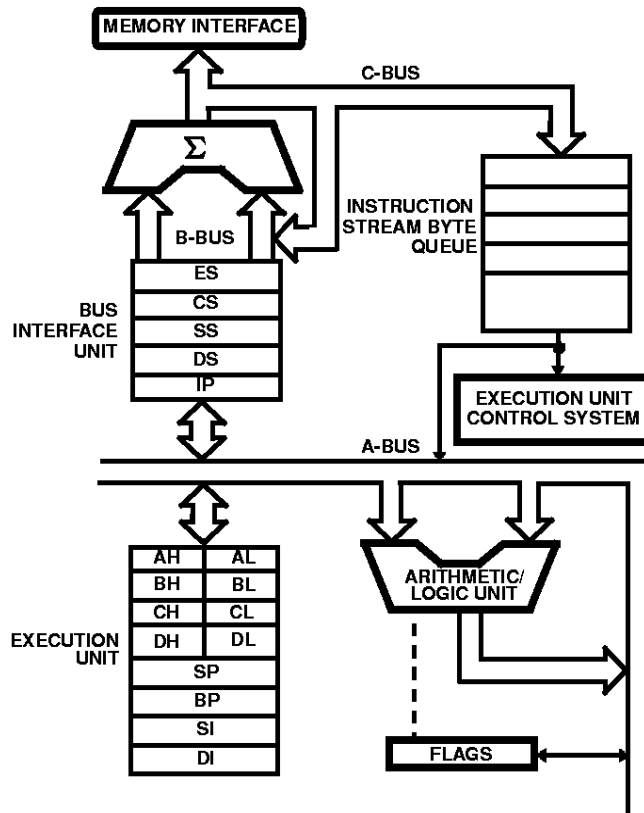 MEMORY INTERFACE
C-BUS
Σ
INSTRUCTION
STREAM BYTE
QUEUE
B-BUS
ES
CS
SS
DS
IP
BUS
INTERFACE
UNIT
EXECUTION UNIT
CONTROL SYSTEM
A-BUS
AH AL
BH BL
CH CL
DH DL
SP
BP
SI
DI
EXECUTION
UNIT
ARITHMETIC/
LOGIC UNIT
FLAGS